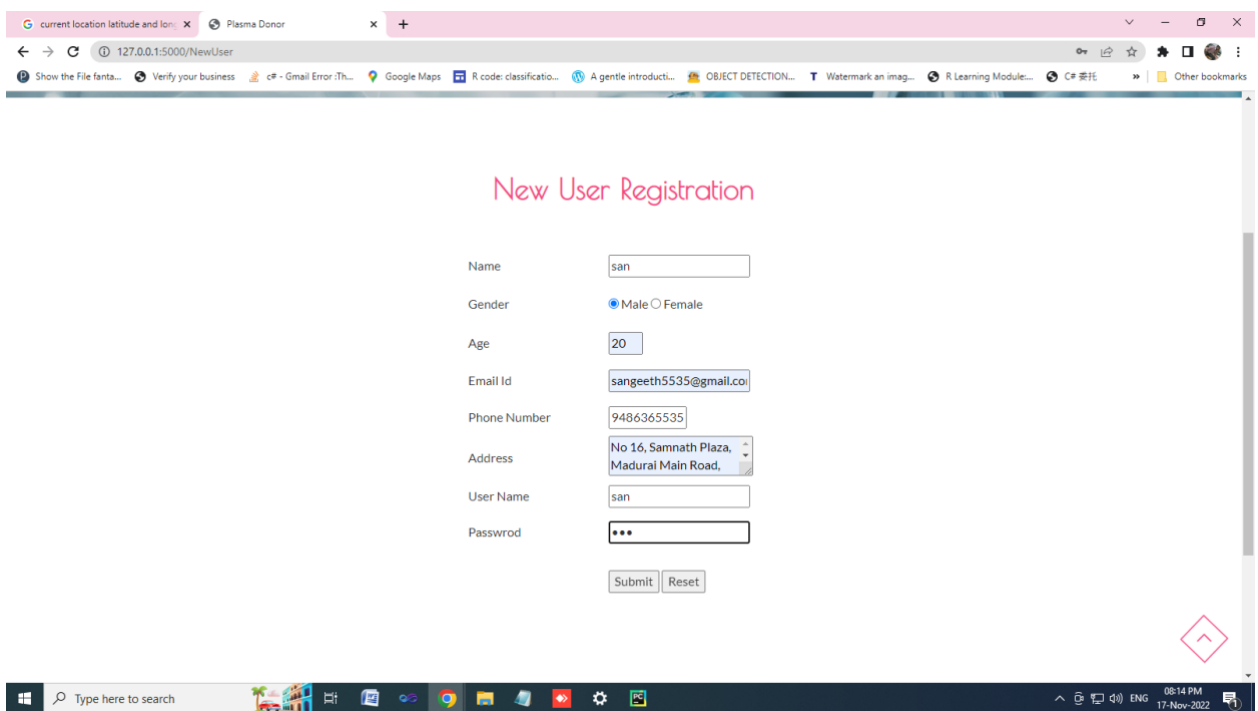 current location latitude and long
Plasma Donor
127.0.0.1:5000/NewUser
Show the File fanta... Verify your business c# - Gmail Error :Th... Google Maps R code: classificatio... A gentle introducti... OBJECT DETECTION... Watermark an imag... R Learning Module:... C# 委托 » Other bookmarks
New User Registration
Name san
Gender Male Female
Age 20
Email Id sangeeth5535@gmail.co
Phone Number 9486365535
Address No 16, Samnath Plaza,
Madurai Main Road,
User Name san
Passwrod •••
Submit Reset
Type here to search
ENG 08:14 PM
17-Nov-2022